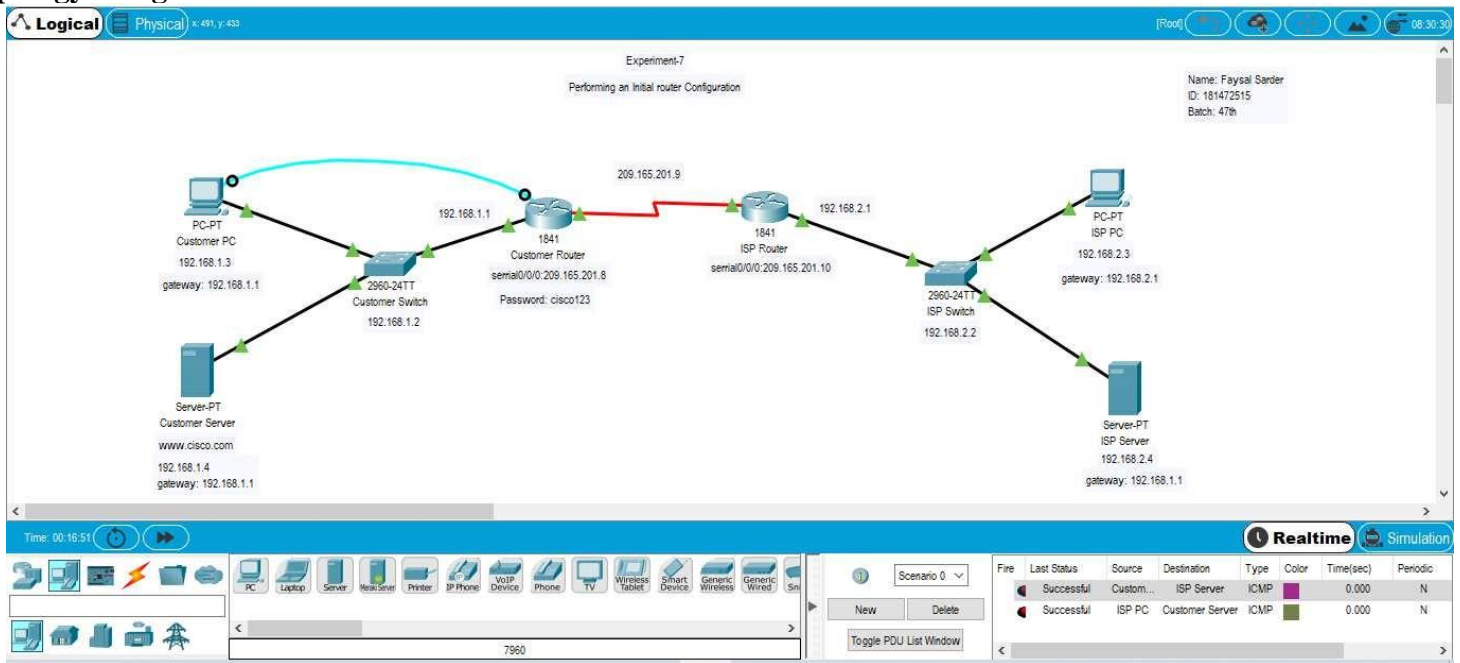 Logical Physical x: 491, y: 433 [Root] 08:30:30
Experiment-7
Performing an Initial router Configuration
Name: Faysal Sarder
ID: 181472515
Batch: 47th
209.165.201.9
192.168.1.1
192.168.2.1
PC-PT
Customer PC
192.168.1.3
gateway: 192.168.1.1
1841
Customer Router
serrial0/0/0:209.165.201.8
Password: cisco123
1841
ISP Router
serrial0/0/0:209.165.201.10
PC-PT
ISP PC
192.168.2.3
gateway: 192.168.2.1
2960-24TT
Customer Switch
192.168.1.2
2960-24TT
ISP Switch
192.168.2.2
Server-PT
Customer Server
www.cisco.com
192.168.1.4
gateway: 192.168.1.1
Server-PT
ISP Server
192.168.2.4
gateway: 192.168.1.1
Time: 00:16:51 Realtime Simulation
PC Laptop Server Meraki Server Printer IP Phone VoIP Device Phone TV Wireless Tablet Smart Device Generic Wireless Generic Wired
7960
Scenario 0
New Delete
Toggle PDU List Window
Fire Last Status Source Destination Type Color Time(sec) Periodic
Successful Custom... ISP Server ICMP 0.000 N
Successful ISP PC Customer Server ICMP 0.000 N